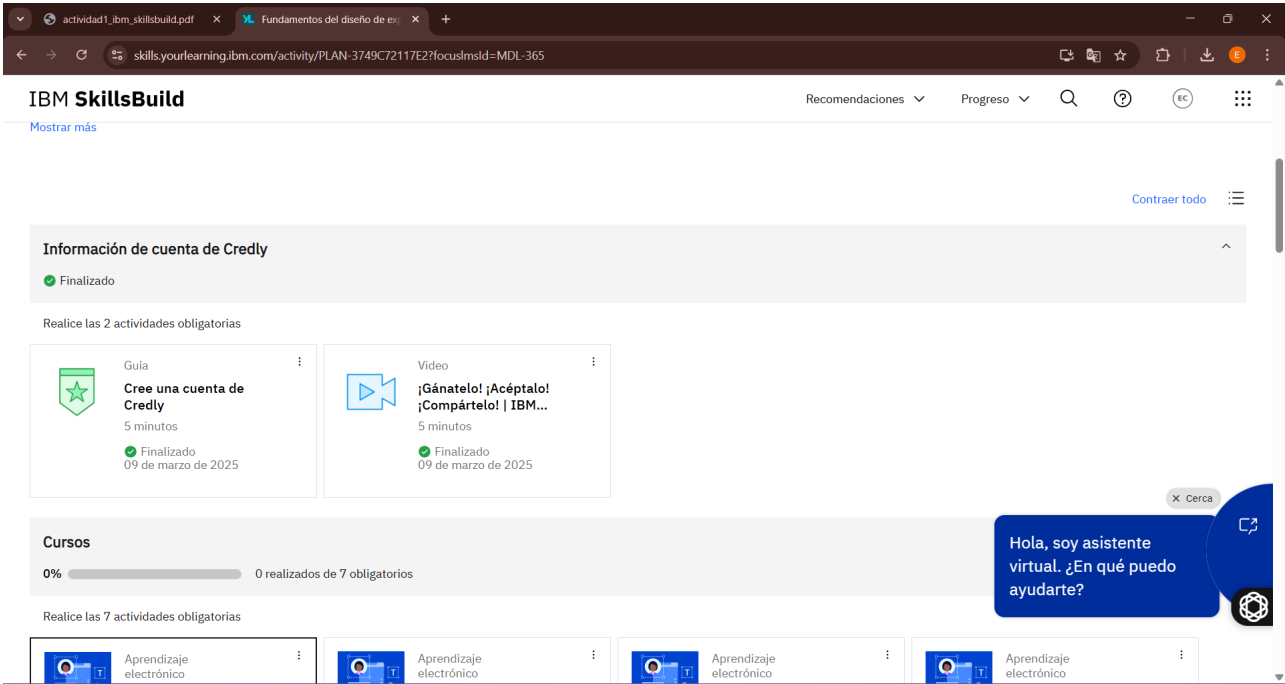 actividad1_ibm_skillsbuild.pdf
Fundamentos del diseño de exp
skills.yourlearning.ibm.com/activity/PLAN-3749C72117E2?focuslmsId=MDL-365
E
IBM SkillsBuild
Recomendaciones
Progreso
EC
Mostrar más
Contraer todo
Información de cuenta de Credly
Finalizado
Realice las 2 actividades obligatorias
Guía
Cree una cuenta de
Credly
5 minutos
Finalizado
09 de marzo de 2025
Video
¡Gánatelo! ¡Acéptalo!
¡Compártelo! | IBM...
5 minutos
Finalizado
09 de marzo de 2025
Cerca
Hola, soy asistente
virtual. ¿En qué puedo
ayudarte?
Cursos
0% 0 realizados de 7 obligatorios
Realice las 7 actividades obligatorias
T
Aprendizaje
electrónico
T
Aprendizaje
electrónico
T
Aprendizaje
electrónico
T
Aprendizaje
electrónico